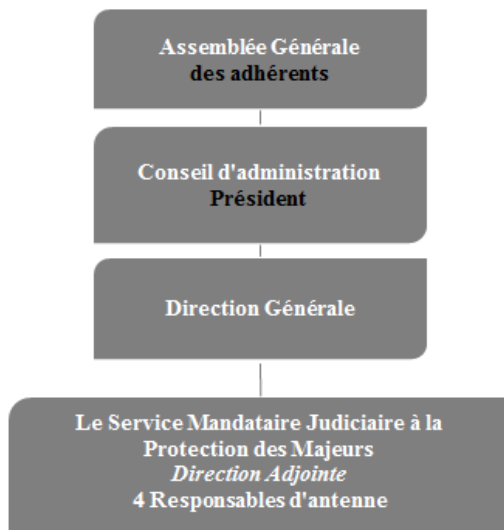 Assemblée Générale
des adhérents
Conseil d'administration
Président
Direction Générale
Le Service Mandataire Judiciaire à la
Protection des Majeurs
Direction Adjointe
4 Responsables d'antenne